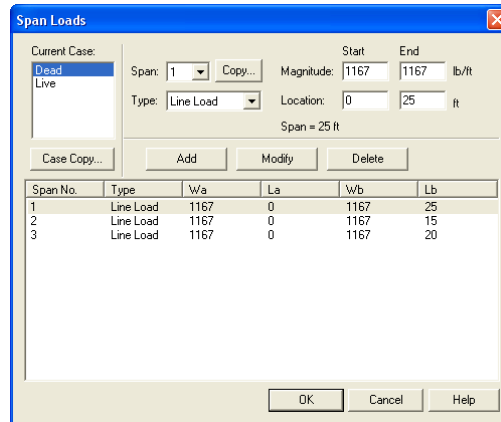 Span Loads
Current Case:
Dead
Live
Case Copy...
Span: 1 Copy...
Type: Line Load
Start End
Magnitude: 1167 1167 lb/ft
Location: 0 25 ft
Span = 25 ft
Add Modify Delete
Span No. Type Wa La Wb Lb
1 Line Load 1167 0 1167 25
2 Line Load 1167 0 1167 15
3 Line Load 1167 0 1167 20
OK Cancel Help